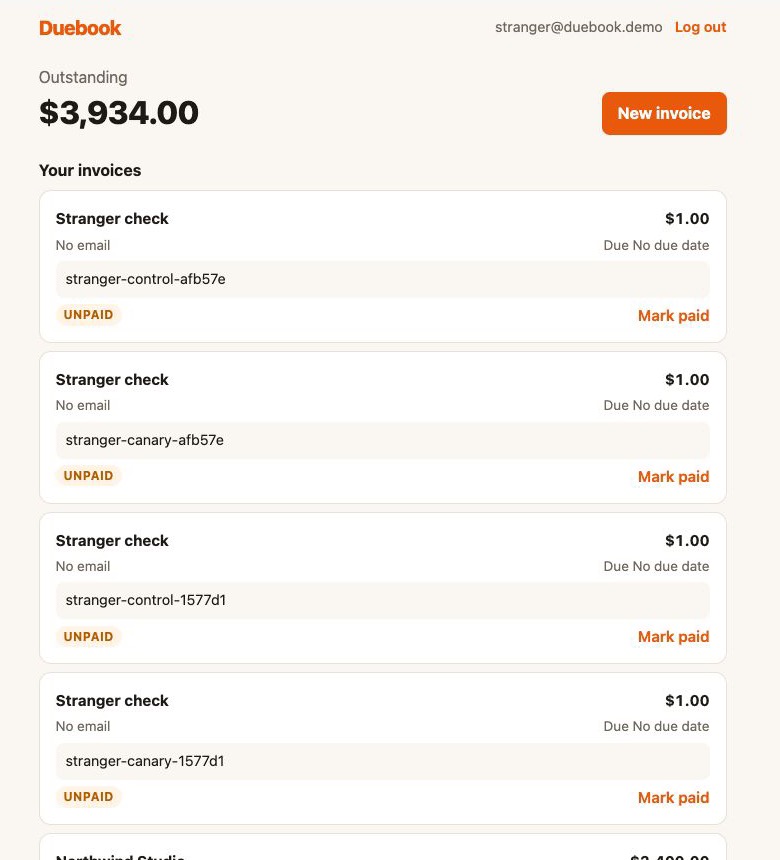 Duebook
stranger@duebook.demo Log out
Outstanding
$3,934.00
New invoice
Your invoices
Stranger check $1.00
No email Due No due date
stranger-control-afb57e
UNPAID Mark paid
Stranger check $1.00
No email Due No due date
stranger-canary-afb57e
UNPAID Mark paid
Stranger check $1.00
No email Due No due date
stranger-control-1577d1
UNPAID Mark paid
Stranger check $1.00
No email Due No due date
stranger-canary-1577d1
UNPAID Mark paid
Northwind Studio